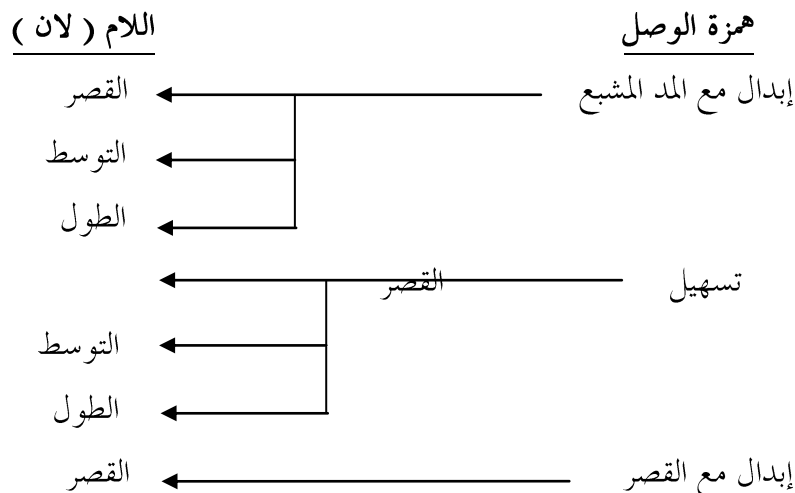 همزة الوصل اللام ( لان )
إبدال مع المد المشبع القصر
التوسط
الطول
تسهيل القصر
التوسط
الطول
إبدال مع القصر القصر